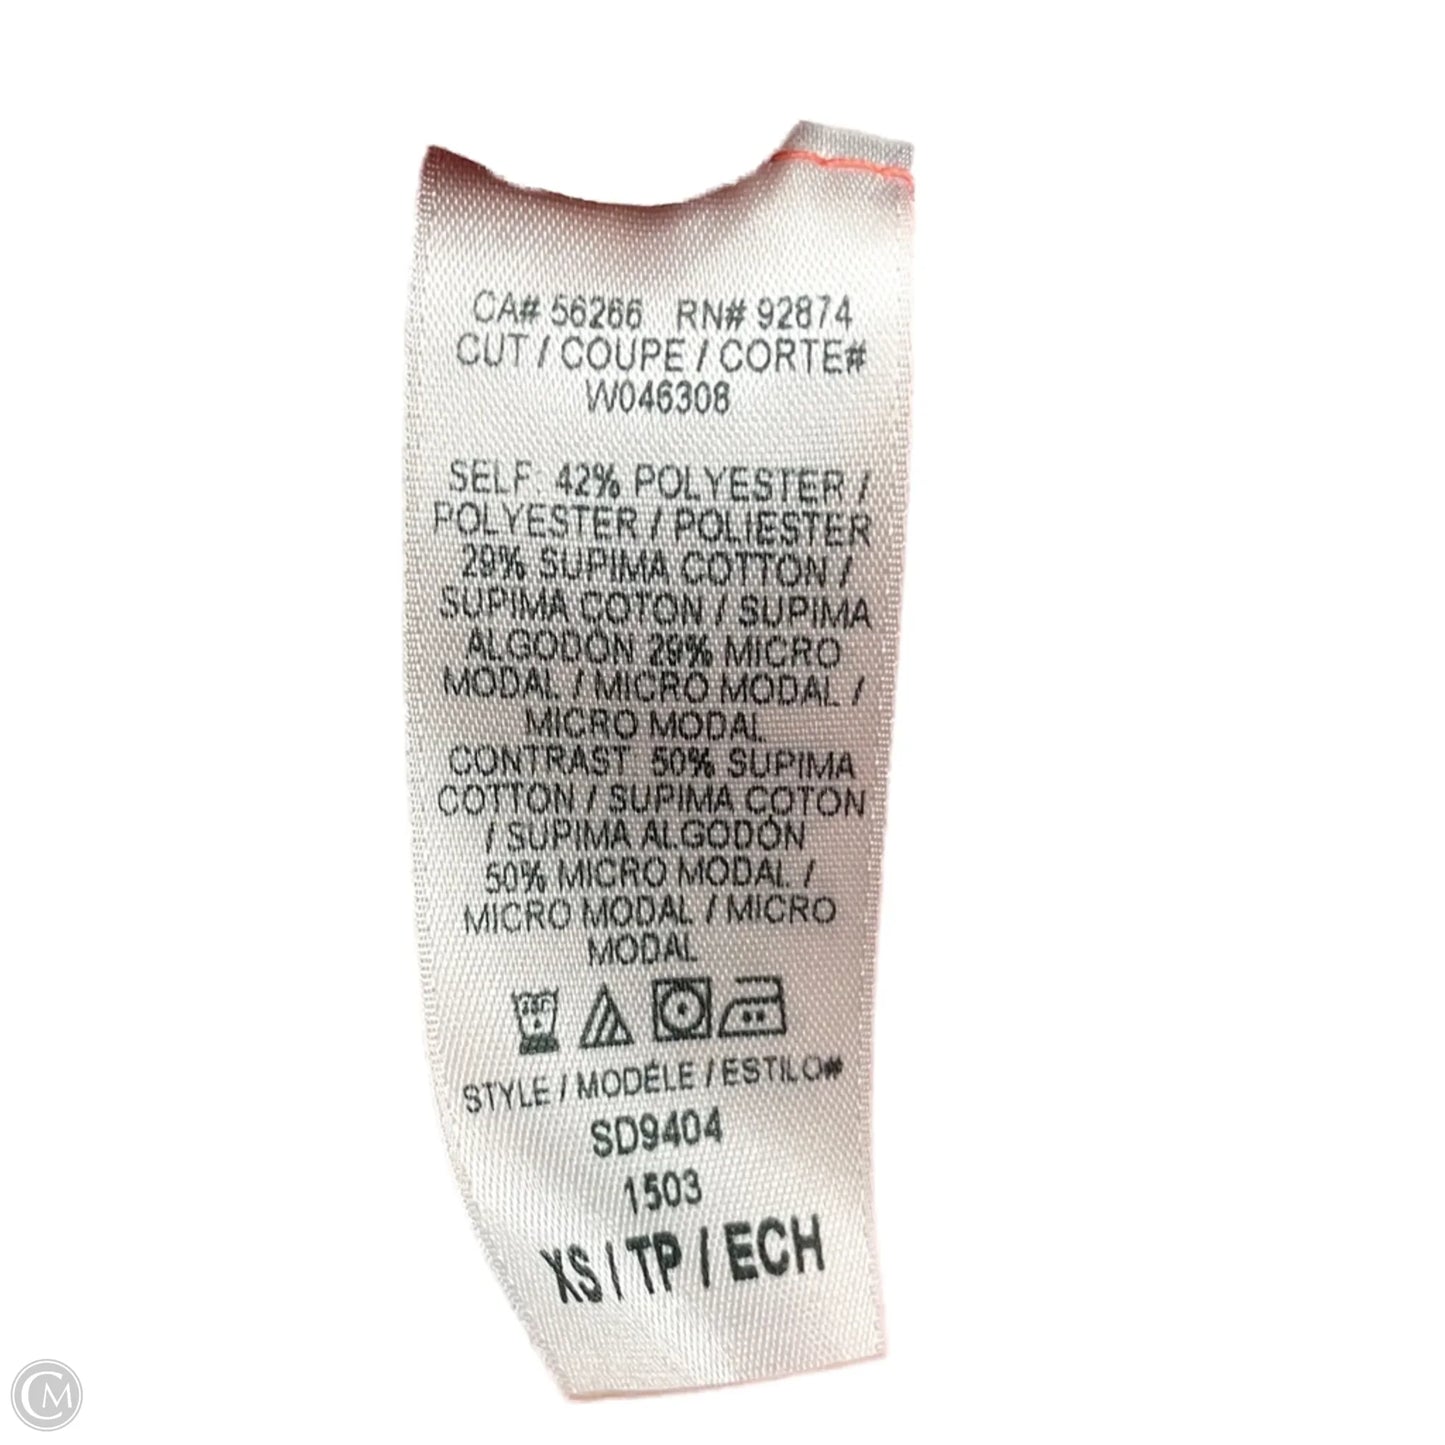 CA# 56266 RN# 92874
CUT / COUPE / CORTE#
W046308
SELF: 42% POLYESTER /
POLYESTER / POLIESTER
29% SUPIMA COTTON /
SUPIMA COTON / SUPIMA
ALGODÓN 29% MICRO
MODAL / MICRO MODAL /
MICRO MODAL
CONTRAST: 50% SUPIMA
COTTON / SUPIMA COTON
/ SUPIMA ALGODÓN
50% MICRO MODAL /
MICRO MODAL / MICRO
MODAL
STYLE / MODÉLE / ESTILO#
SD9404
1503
XS / TP / ECH
CM